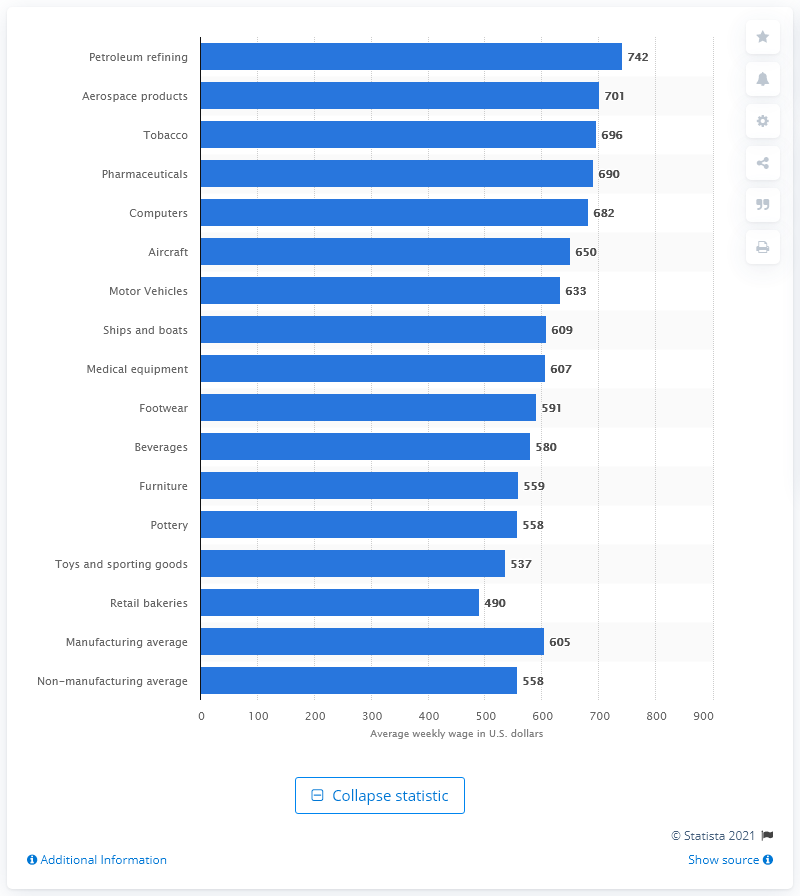 Petroleum refining 742
Aerospace products 701
Tobacco 696
Pharmaceuticals 690
Computers 682
Aircraft 650
Motor Vehicles 633
Ships and boats 609
Medical equipment 607
Footwear 591
Beverages 580
Furniture 559
Pottery 558
Toys and sporting goods 537
Retail bakeries 490
Manufacturing average 605
Non-manufacturing average 558
0 100 200 300 400 500 600 700 800 900
Average weekly wage in U.S. dollars
Collapse statistic
© Statista 2021
Additional Information
Show source